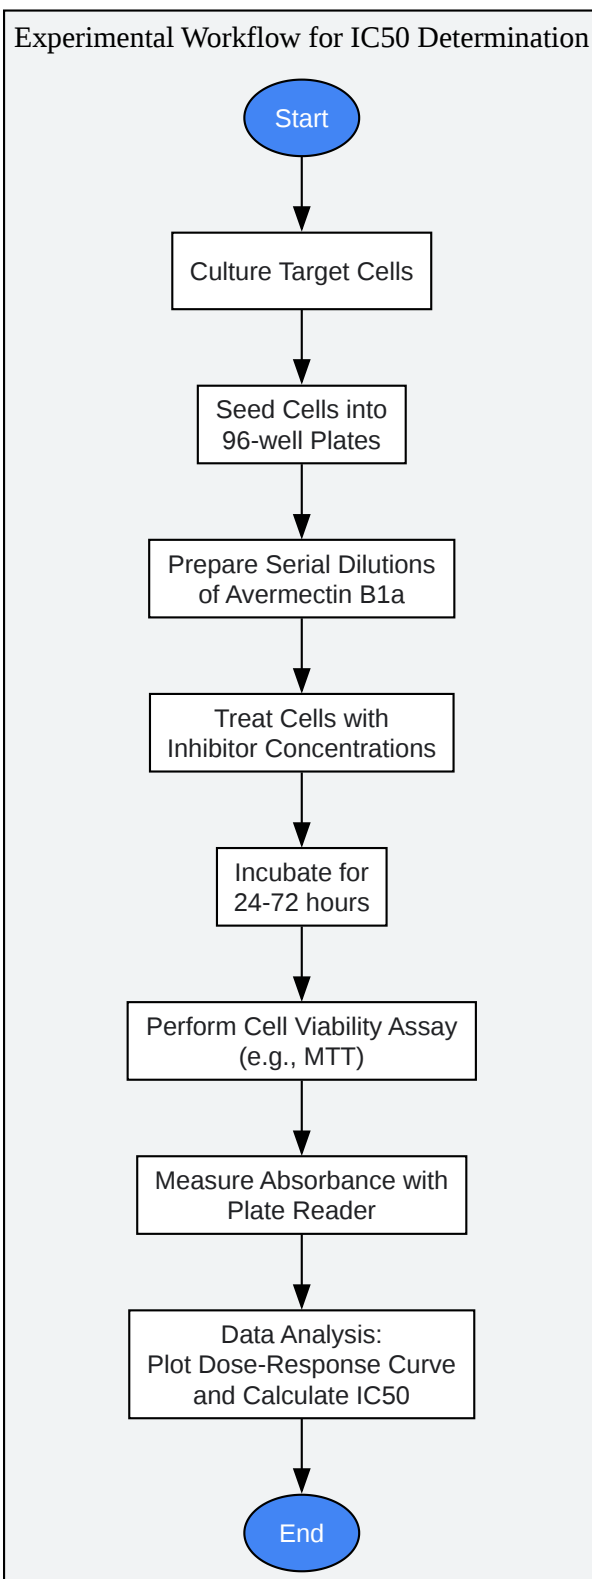 Experimental Workflow for IC50 Determination
Start
Culture Target Cells
Seed Cells into
96-well Plates
Prepare Serial Dilutions
of Avermectin B1a
Treat Cells with
Inhibitor Concentrations
Incubate for
24-72 hours
Perform Cell Viability Assay
(e.g., MTT)
Measure Absorbance with
Plate Reader
Data Analysis:
Plot Dose-Response Curve
and Calculate IC50
End